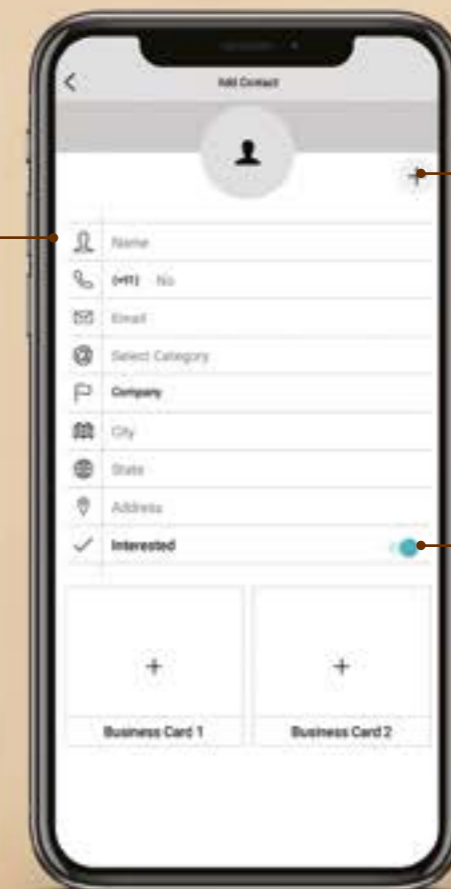 Add Contact
Name
(+91) No
Email
Select Category
Company
City
State
Address
Interested
Business Card 1
Business Card 2